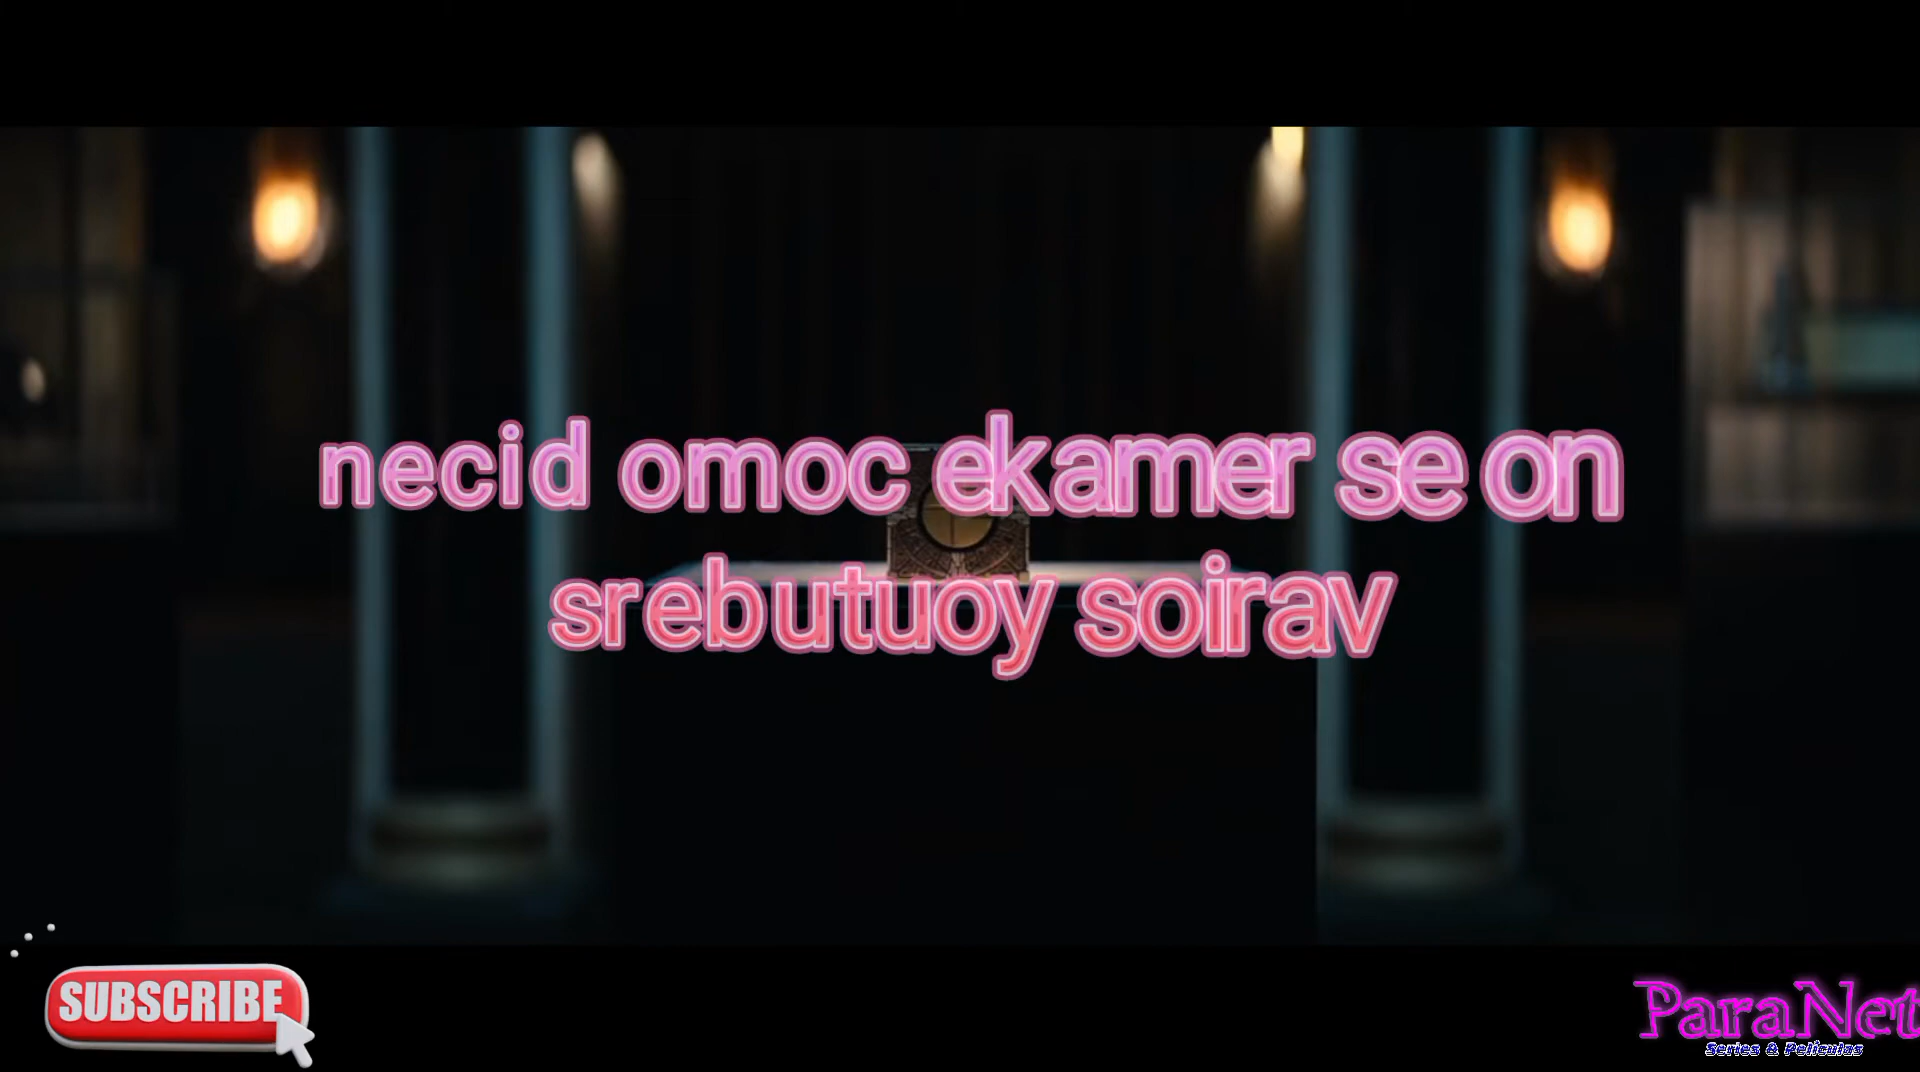 necid omoc ekamer se on
srebutuoy soirav
SUBSCRIBE
ParaNet
Series & Peliculas